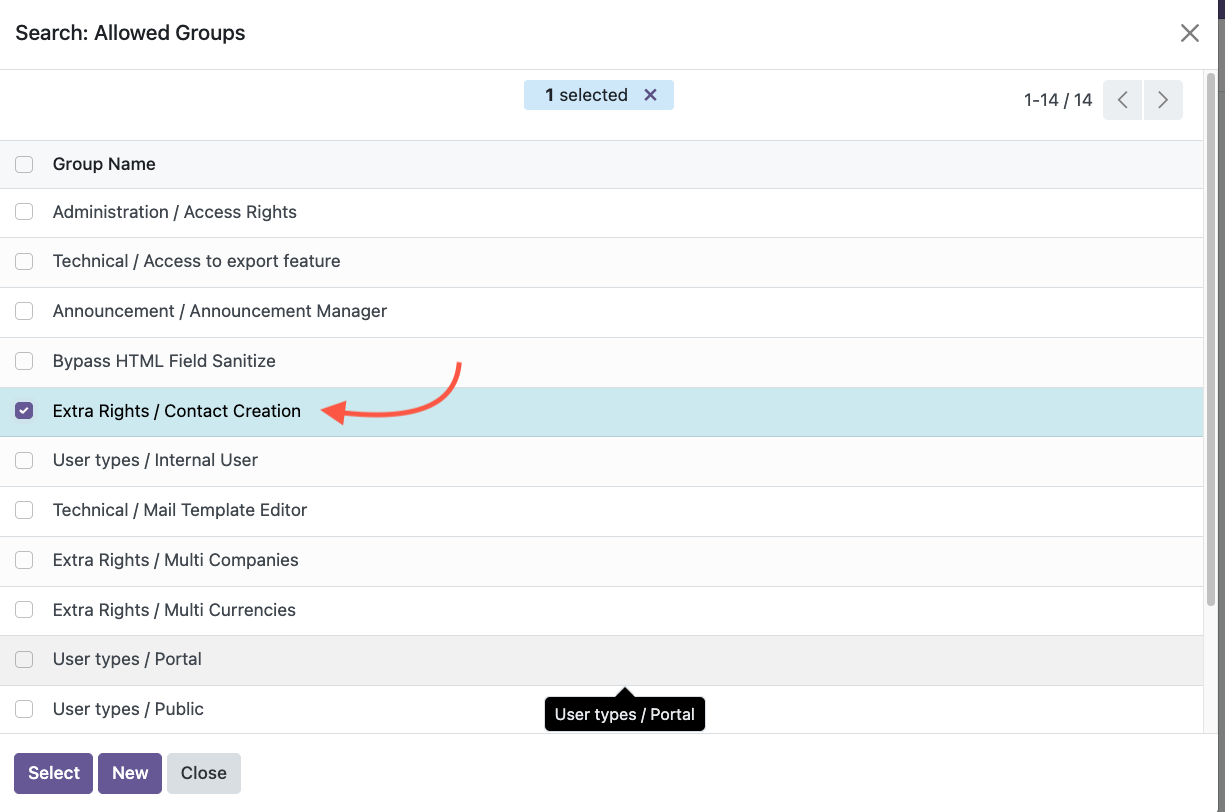 Search: Allowed Groups
1 selected
1-14 / 14
Group Name
Administration / Access Rights
Technical / Access to export feature
Announcement / Announcement Manager
Bypass HTML Field Sanitize
Extra Rights / Contact Creation
User types / Internal User
Technical / Mail Template Editor
Extra Rights / Multi Companies
Extra Rights / Multi Currencies
User types / Portal
User types / Public
User types / Portal
Select New Close